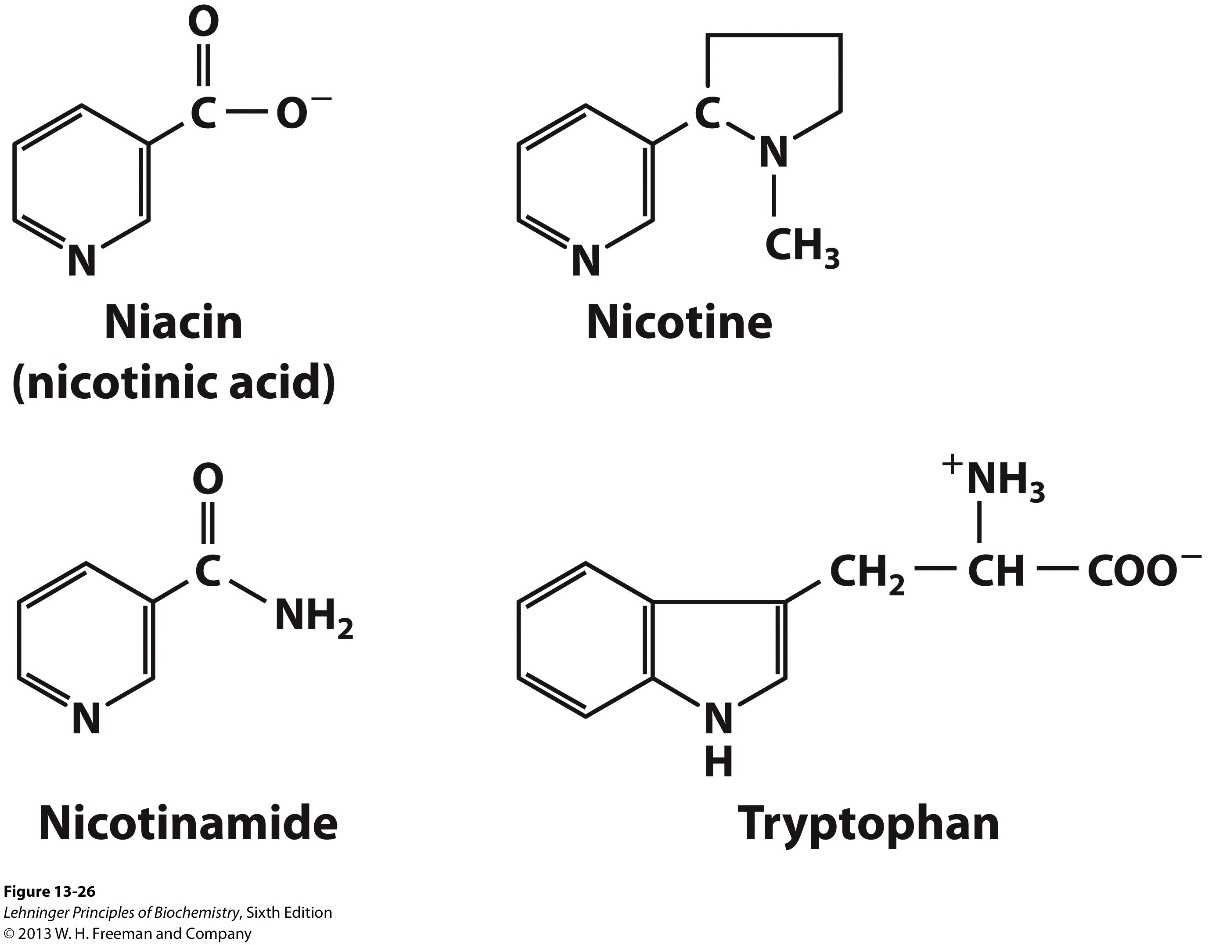 O
C
O⁻
N
Niacin
(nicotinic acid)
C
N
CH₃
N
Nicotine
O
C
NH₂
N
Nicotinamide
⁺NH₃
CH₂ — CH — COO⁻
N
H
Tryptophan
Figure 13-26
Lehninger Principles of Biochemistry, Sixth Edition
© 2013 W. H. Freeman and Company